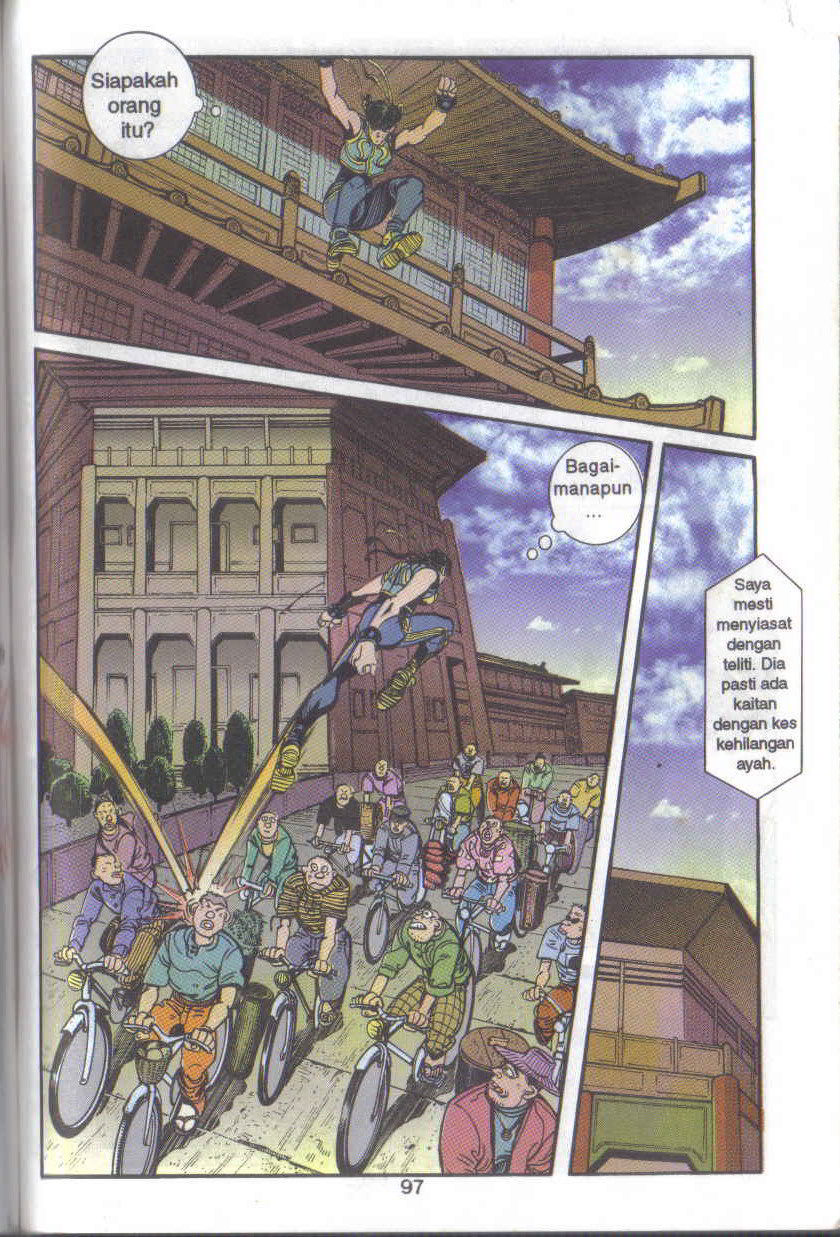 Siapakah
orang
itu?
Bagai-
manapun
...
Saya
mesti
menyiasat
dengan
teliti. Dia
pasti ada
kaitan
dengan kes
kehilangan
ayah.
97